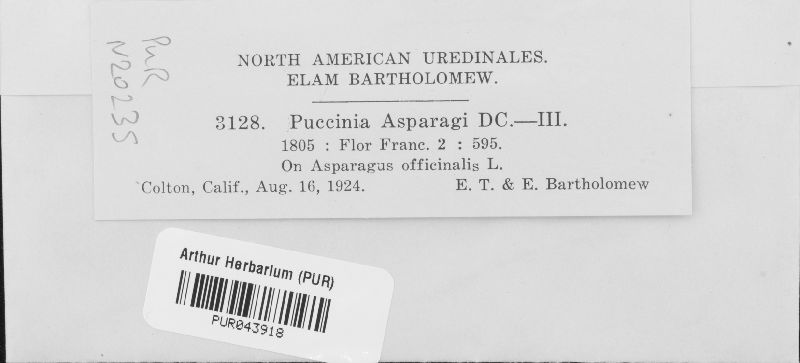 PUR
N20235
NORTH AMERICAN UREDINALES.
ELAM BARTHOLOMEW.
3128. Puccinia Asparagi DC.—III.
1805 : Flor Franc. 2 : 595.
On Asparagus officinalis L.
Colton, Calif., Aug. 16, 1924. E. T. & E. Bartholomew
Arthur Herbarium (PUR)
PUR043918